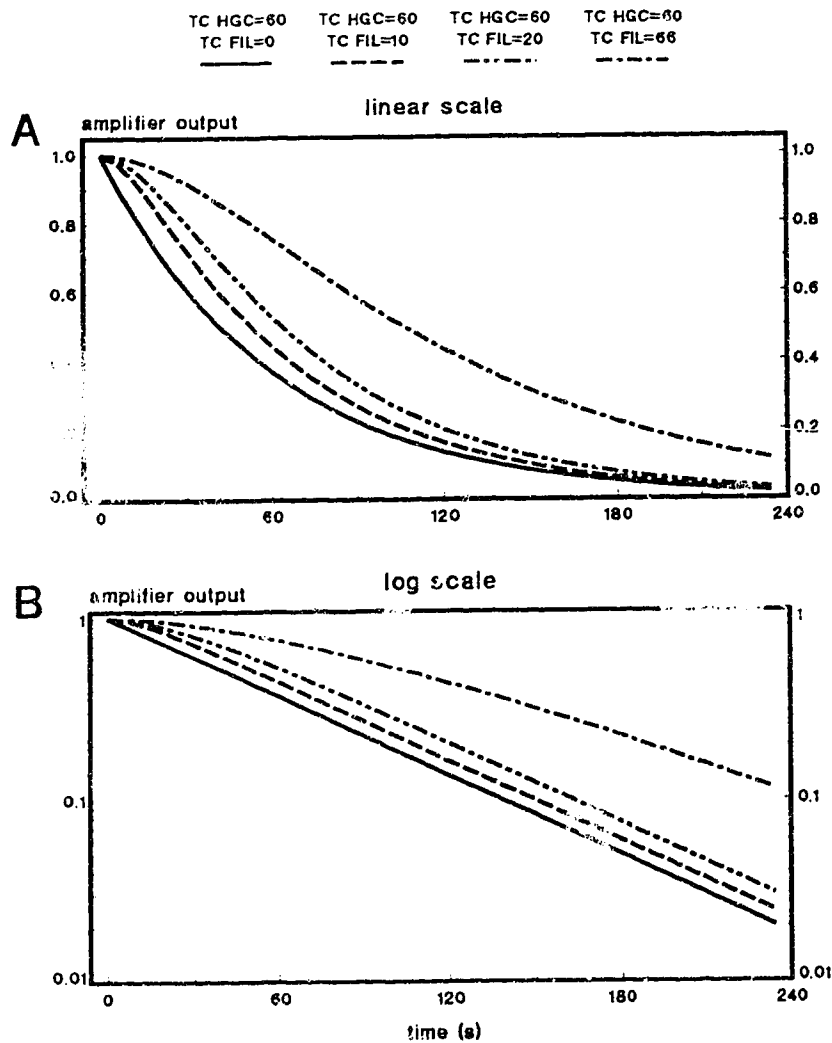 TC HGC=60 TC HGC=60 TC HGC=60 TC HGC=60
TC FIL=0 TC FIL=10 TC FIL=20 TC FIL=66
A
amplifier output
linear scale
1.0
0.8
0.6
0.0
1.0
0.8
0.6
0.4
0.2
0.0
0 60 120 180 240
B
amplifier output
log scale
1
0.1
0.01
1
0.1
0.01
0 60 120 180 240
time (s)